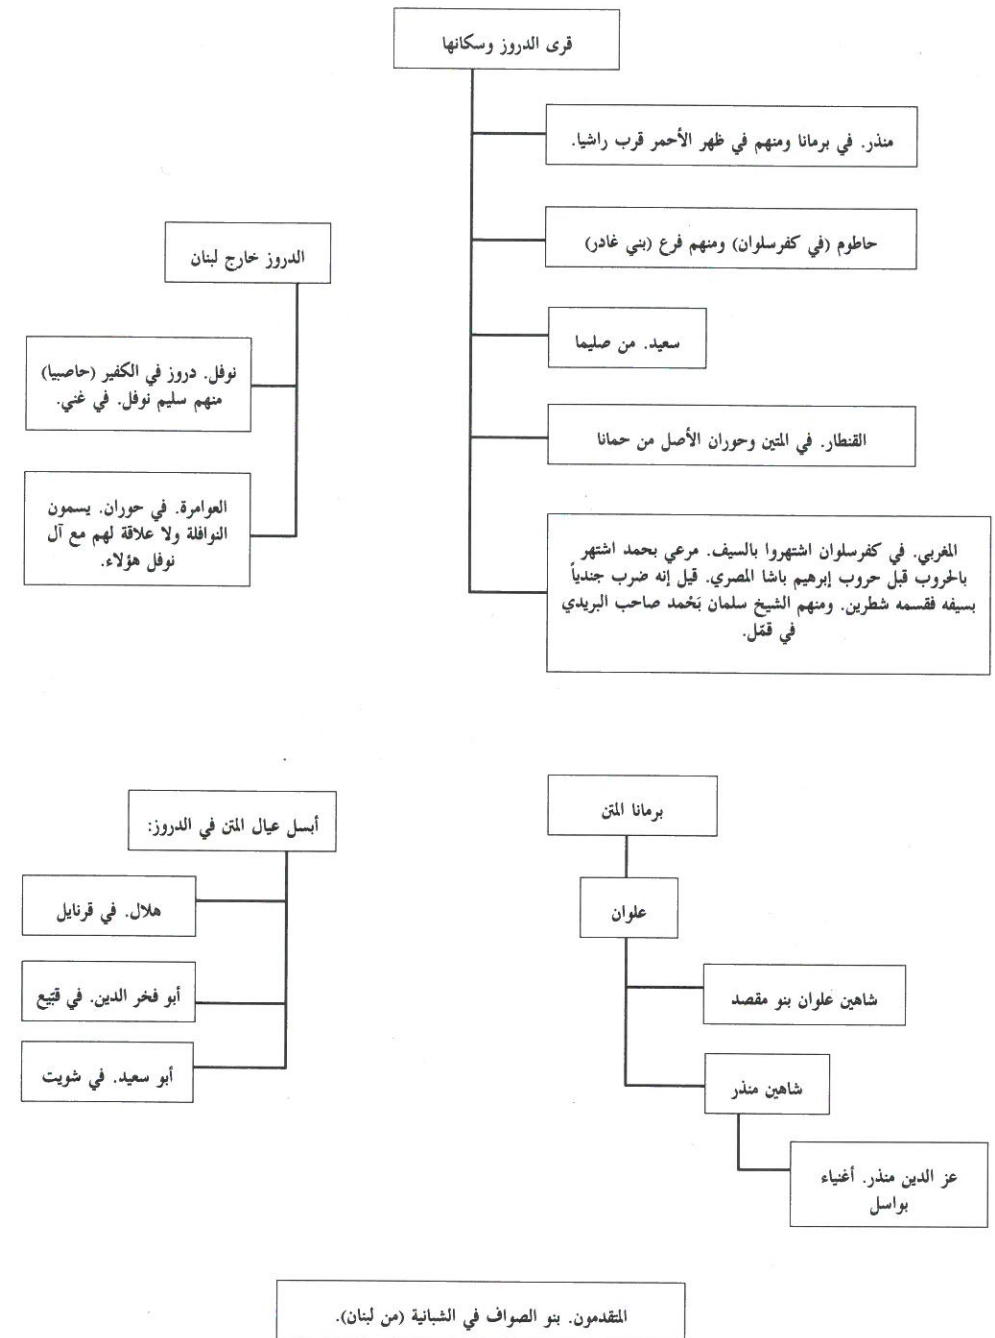 قرى الدروز وسكانها
منذر. في برمانا ومنهم في ظهر الأحمر قرب راشيا.
حاطوم (في كفرسلوان) ومنهم فرع (بني غادر)
سعيد. من صليما
القنطار. في المتين وحوران الأصل من حمانا
المغربي. في كفرسلوان اشتهروا بالسيف. مرعي بحمد اشتهر
بالحروب قبل حروب إبرهيم باشا المصري. قيل إنه ضرب جندياً
بسيفه فقسمه شطرين. ومنهم الشيخ سلمان بَحْمد صاحب البريدي
في قمّل.
الدروز خارج لبنان
نوفل. دروز في الكفير (حاصبيا)
منهم سليم نوفل. في غني.
العوامرة. في حوران. يسمون
النوافلة ولا علاقة لهم مع آل
نوفل هؤلاء.
برمانا المتن
علوان
شاهين علوان بنو مقصد
شاهين منذر
عز الدين منذر. أغنياء
بواسل
أبسل عيال المتن في الدروز:
هلال. في قرنايل
أبو فخر الدين. في قبّيع
أبو سعيد. في شويت
المتقدمون. بنو الصواف في الشبانية (من لبنان).